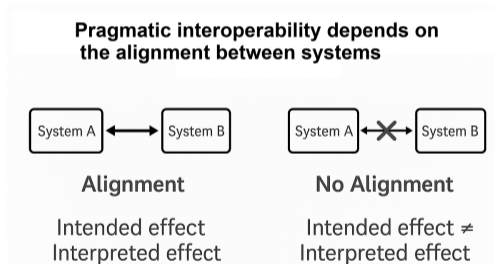 Pragmatic interoperability depends on
the alignment between systems
System A
System B
Alignment
Intended effect
Interpreted effect
System A
System B
No Alignment
Intended effect ≠
Interpreted effect